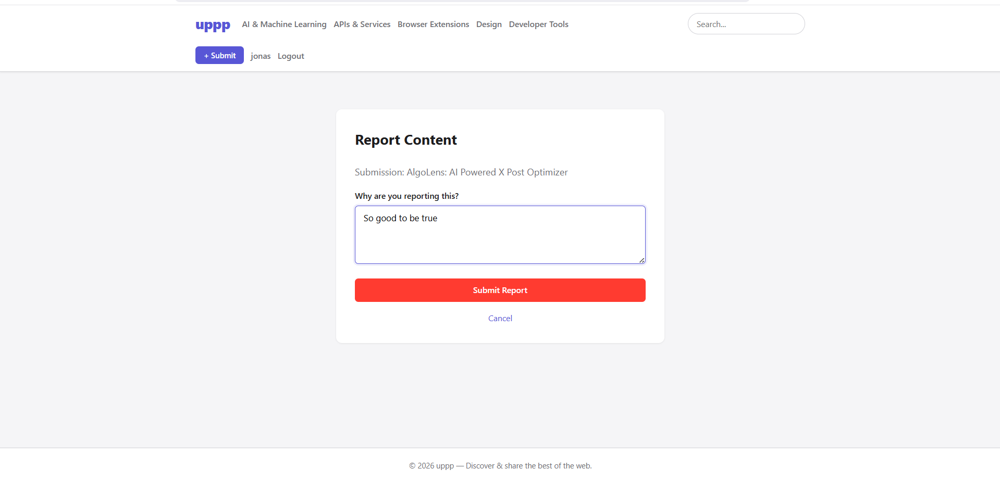 uppp AI & Machine Learning APIs & Services Browser Extensions Design Developer Tools Search...
+ Submit jonas Logout
Report Content
Submission: AlgoLens: AI Powered X Post Optimizer
Why are you reporting this?
So good to be true
Submit Report
Cancel
© 2026 uppp — Discover & share the best of the web.